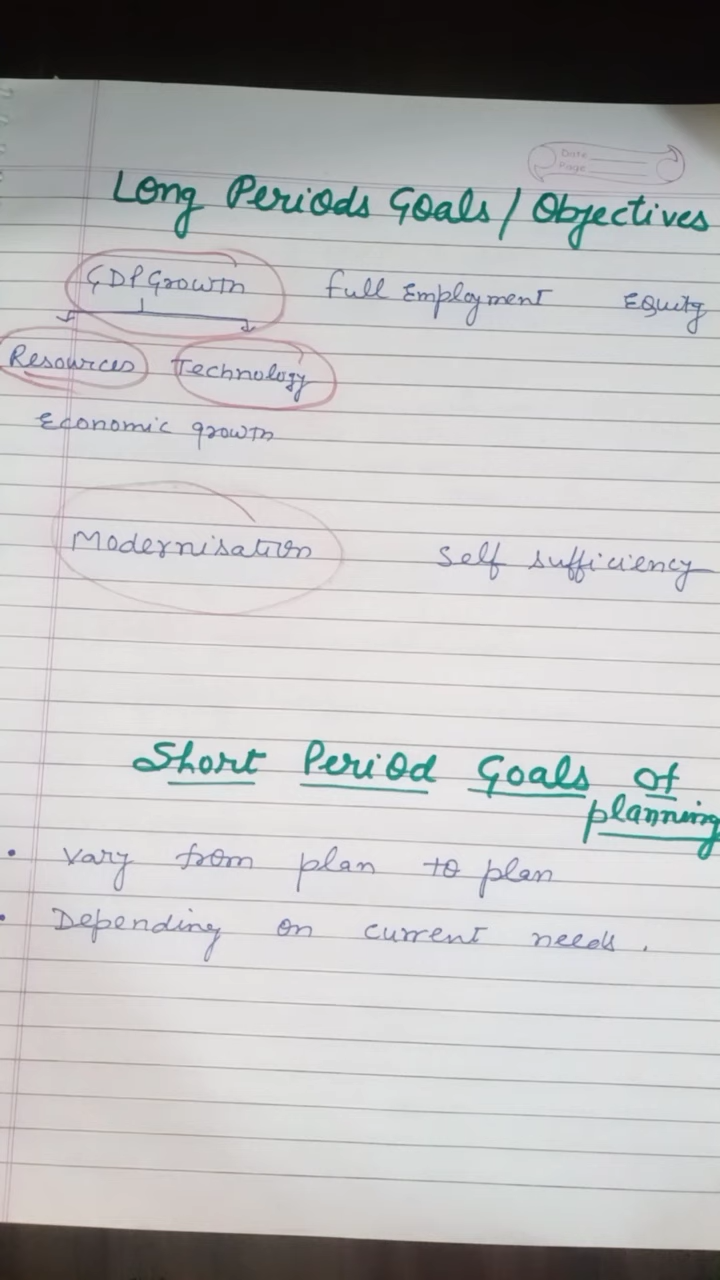 Date
Page
Long Periods Goals / Objectives
GDP Growth Full Employment Equity
Resources Technology
Economic growth
Modernisation Self sufficiency
Short Period Goals of
planning
• vary from plan to plan
• Depending on current needs.